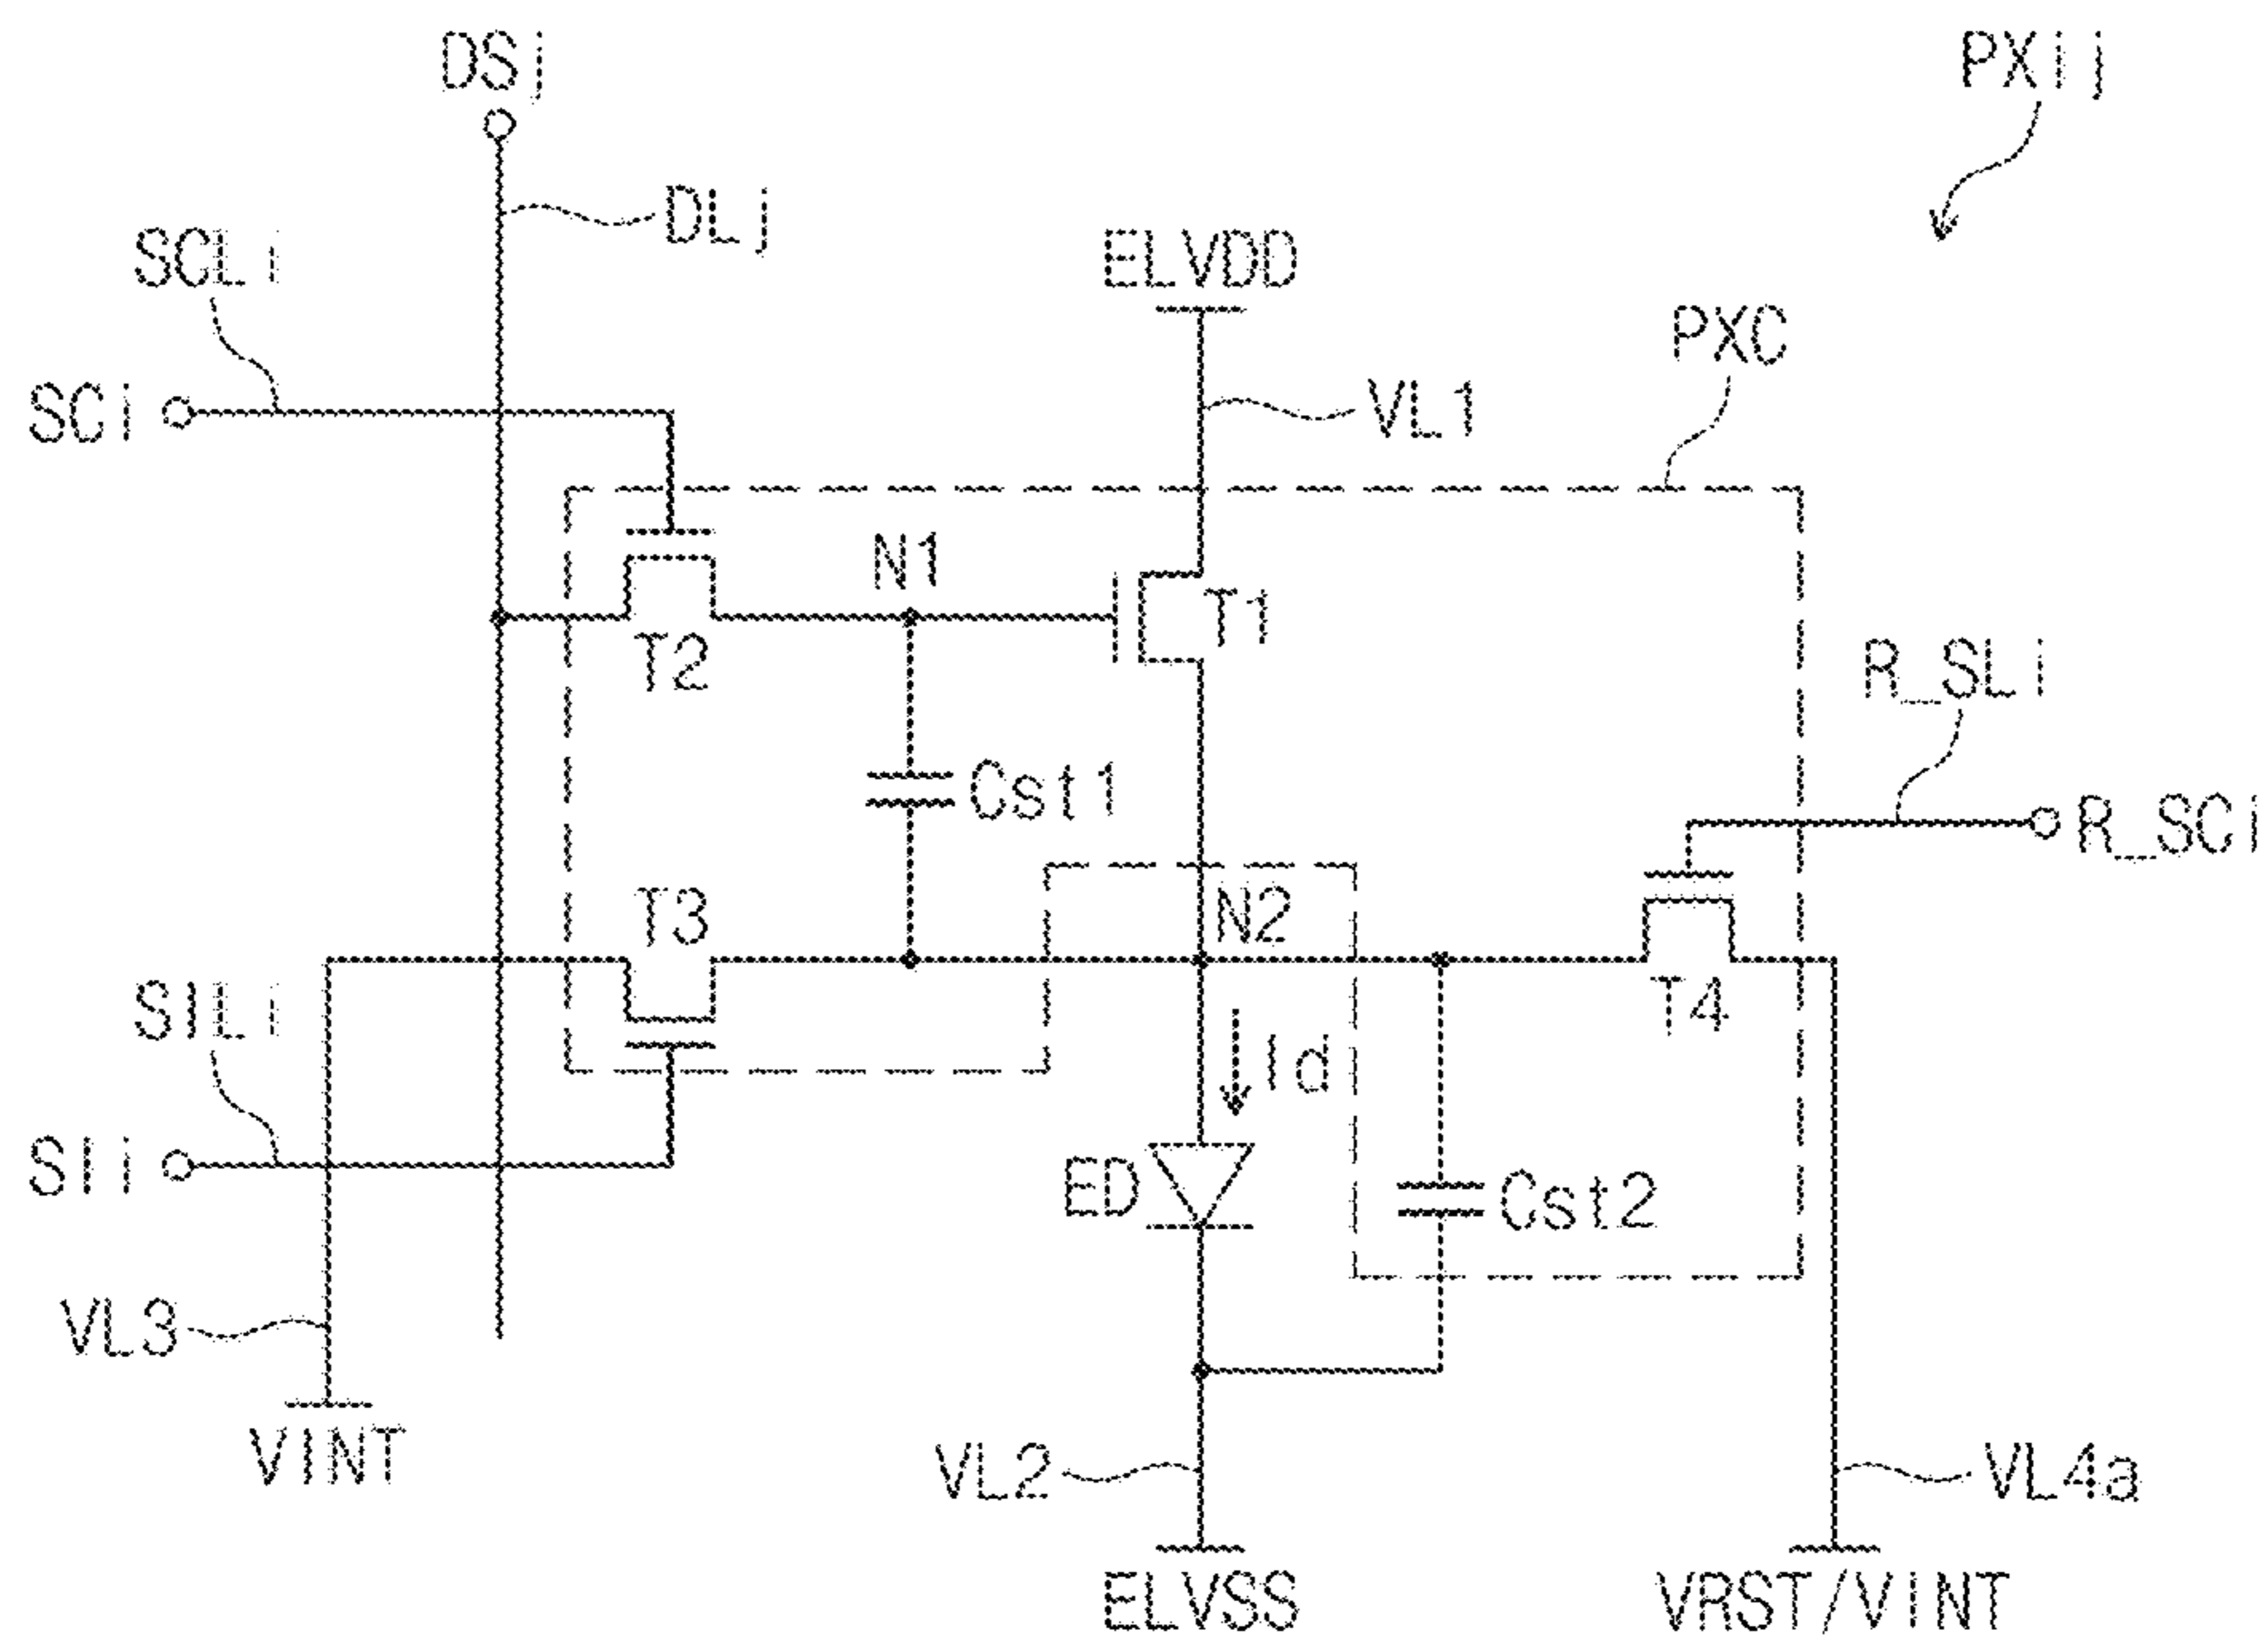 DSj
PXij
DLj
SCLi
ELVDD
PXC
SCi
VL1
N1
T1
T2
R_SLi
Cst1
R_SCi
T3
N2
SILi
T4
Id
SIi
ED
Cst2
VL3
VINT
VL2
VL4a
ELVSS
VRST/VINT